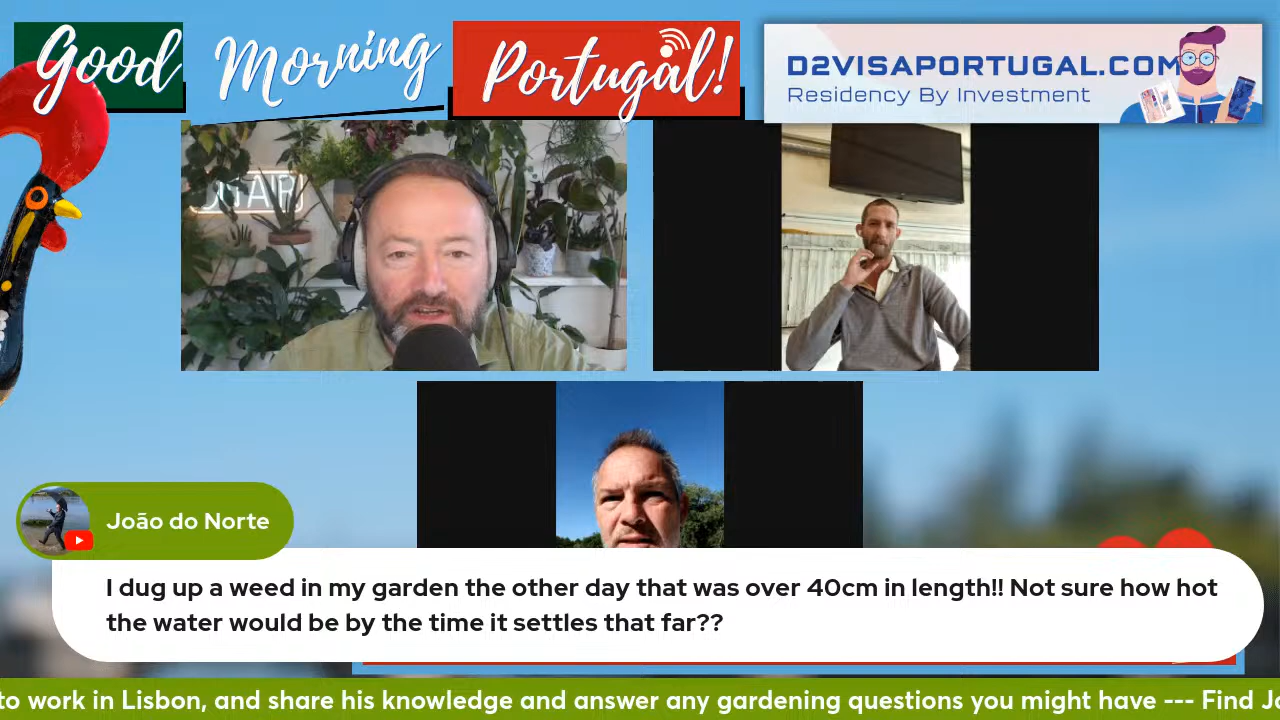 Good Morning Portugal!
D2VISAPORTUGAL.COM
Residency By Investment
ON AIR
João do Norte
I dug up a weed in my garden the other day that was over 40cm in length!! Not sure how hot
the water would be by the time it settles that far??
to work in Lisbon, and share his knowledge and answer any gardening questions you might have --- Find